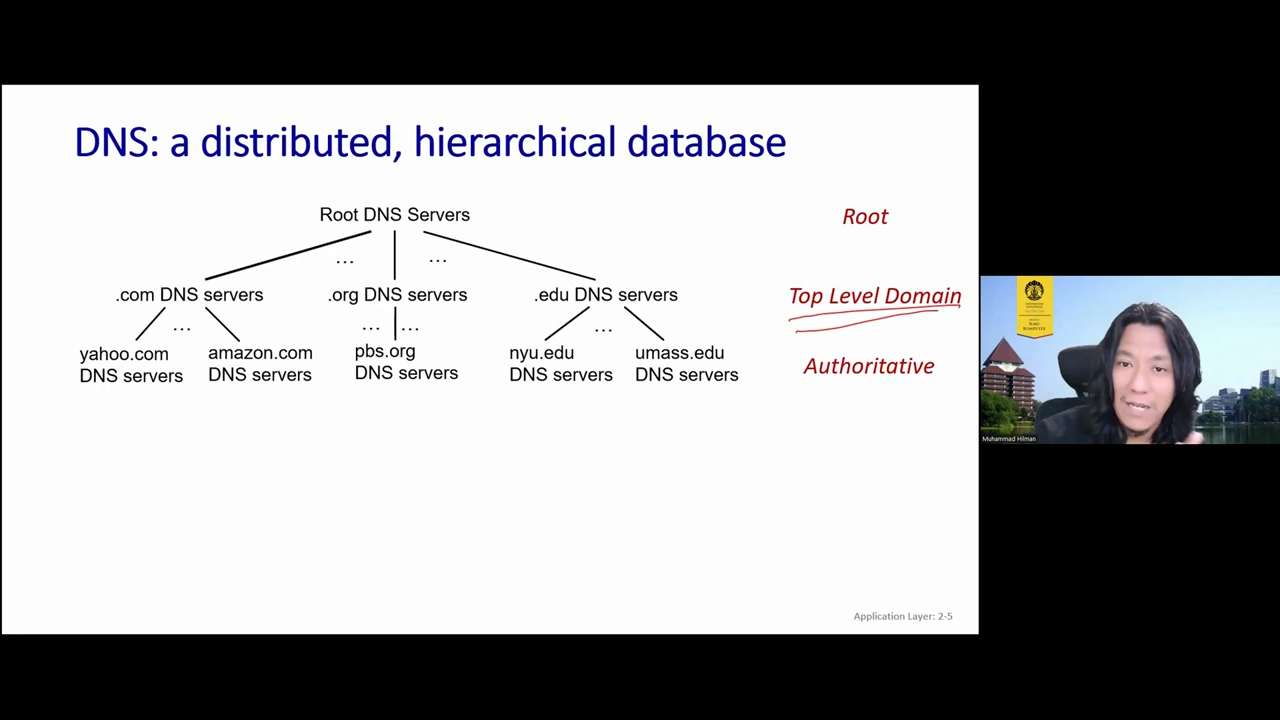 DNS: a distributed, hierarchical database
Root DNS Servers
Root
… …
.com DNS servers
.org DNS servers
.edu DNS servers
Top Level Domain
… … … …
yahoo.com
DNS servers
amazon.com
DNS servers
pbs.org
DNS servers
nyu.edu
DNS servers
umass.edu
DNS servers
Authoritative
Application Layer: 2-5
ILMU
KOMPUTER
Muhammad Hilman